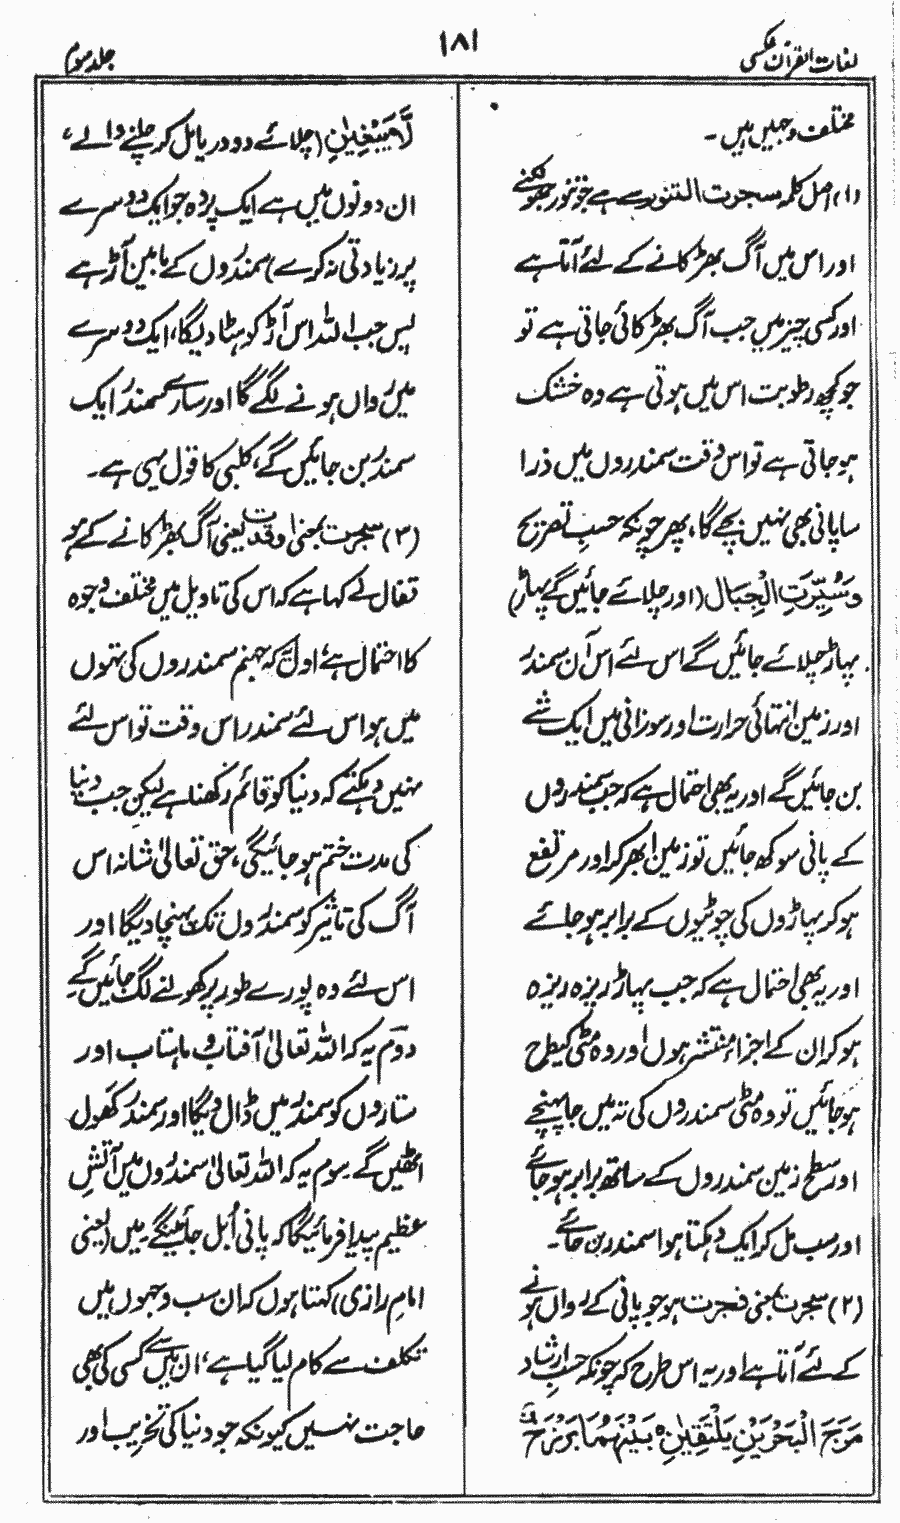 لغات القرآن عکسی
۱۸۱
جلد سوم
مختلف وجہیں ہیں۔
(۱) اصل کلمہ سجرت التنور سے ہے جو تنور جھونکنے
اور اس میں آگ بھڑکانے کے لئے آتا ہے
اور کسی چیز میں جب آگ بھڑکائی جاتی ہے تو
جو کچھ رطوبت اس میں ہوتی ہے وہ خشک
ہو جاتی ہے تو اس وقت سمندروں میں ذرا
سا پانی بھی نہیں بچے گا، پھر چونکہ حسبِ تصریح
وَسُيِّرَتِ الْجِبَالُ (اور چلائے جائیں گے پہاڑ)
پہاڑ چلائے جائیں گے اس لئے اس آن سمندر
اور زمین انتہائی حرارت اور سوزانی میں ایک شے
بن جائیں گے اور یہ بھی احتمال ہے کہ جب سمندروں
کے پانی سوکھ جائیں تو زمین ابھر کر اور مرتفع
ہو کر پہاڑوں کی چوٹیوں کے برابر ہو جائے
اور یہ بھی احتمال ہے کہ جب پہاڑ ریزہ ریزہ
ہو کر ان کے اجزاء منتشر ہوں اور وہ مٹی کیطرح
ہو جائیں تو وہ مٹی سمندروں کی تہ میں جا پہنچے
اور سطح زمین سمندروں کے ساتھ برابر ہو جائے
اور سب مل کر ایک دہکتا ہوا سمندر بن جائے۔
(۲) سجرت بمعنی فجرت ہو جو پانی کے رواں ہونے
کے لئے آتا ہے اور یہ اس طرح کہ چونکہ حسبِ ارشاد
مَرَجَ الْبَحْرَيْنِ يَلْتَقِيٰنِ ہ بَيْنَهُمَا بَرْزَخٌ
لَّا يَبْغِيٰنِ (چلائے دو دریا مل کر چلنے والے،
ان دونوں میں ہے ایک پردہ جو ایک دوسرے
پر زیادتی نہ کرے) سمندروں کے مابین آڑ ہے
پس جب اللہ اس آڑ کو ہٹا دیگا، ایک دوسرے
میں رواں ہونے لگے گا اور سارے سمندر ایک
سمندر بن جائیں گے، کلبی کا قول یہی ہے۔
(۳) سجرت بمعنی اوقدت یعنی آگ بھڑکانے کے ہو
قفال نے کہا ہے کہ اس کی تاویل میں مختلف وجوہ
کا احتمال ہے، اول یہ کہ جہنم سمندروں کی تہوں
میں ہو اس لئے سمندر اس وقت تو اس لئے
نہیں دہکتے کہ دنیا کو قائم رکھنا ہے لیکن جب دنیا
کی مدت ختم ہو جائیگی، حق تعالیٰ شانہ اس
آگ کی تاثیر کو سمندروں تک پہنچا دیگا اور
اس لئے وہ پورے طور پر کھولنے لگ جائیں گے
دوم یہ کہ اللہ تعالیٰ آفتاب و ماہتاب اور
ستاروں کو سمندر میں ڈال دیگا اور سمندر کھول
اٹھیں گے سوم یہ کہ اللہ تعالیٰ سمندروں میں آتشِ
عظیم پیدا فرمائیگا کہ پانی اُبل جائینگے میں (یعنی
امام رازی) کہتا ہوں کہ ان سب وجہوں میں
تکلف سے کام لیا گیا ہے، ان میں سے کسی کی بھی
حاجت نہیں کیونکہ جو دنیا کی تخریب اور